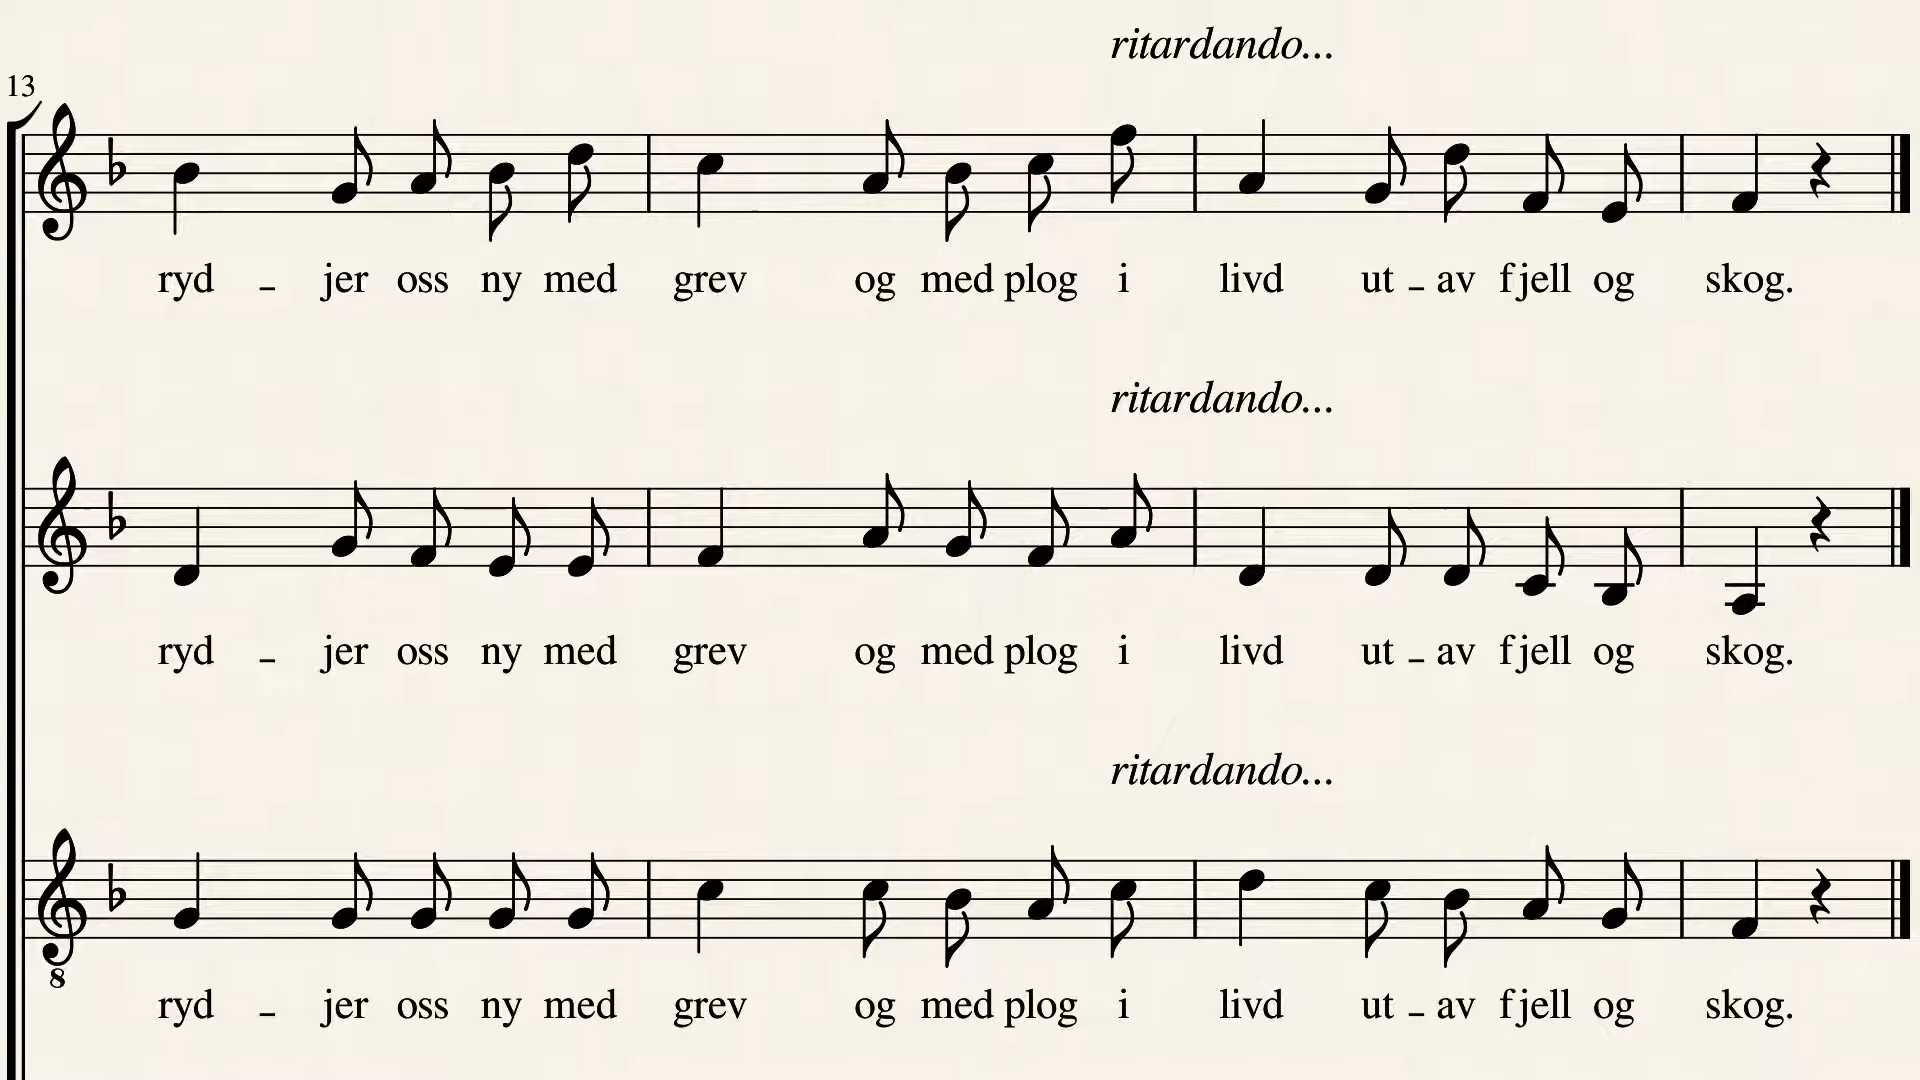 ritardando...
13
ryd - jer oss ny med grev og med plog i livd ut - av fjell og skog.
ritardando...
ryd - jer oss ny med grev og med plog i livd ut - av fjell og skog.
ritardando...
8
ryd - jer oss ny med grev og med plog i livd ut - av fjell og skog.